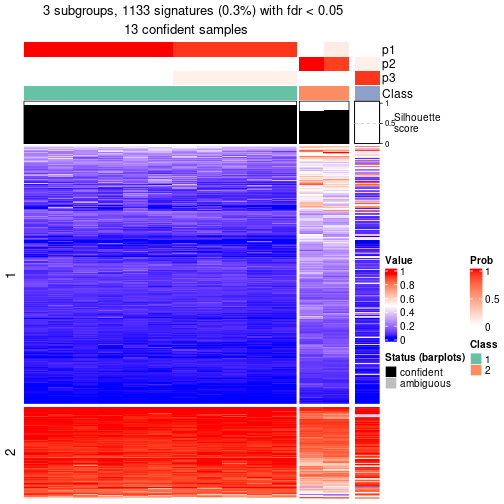 3 subgroups, 1133 signatures (0.3%) with fdr < 0.05
13 confident samples
p1
p2
p3
Class
1
0.5
0
Silhouette
score
1
2
Value
1
0.8
0.6
0.4
0.2
0
Prob
1
0.5
0
Status (barplots)
confident
ambiguous
Class
1
2